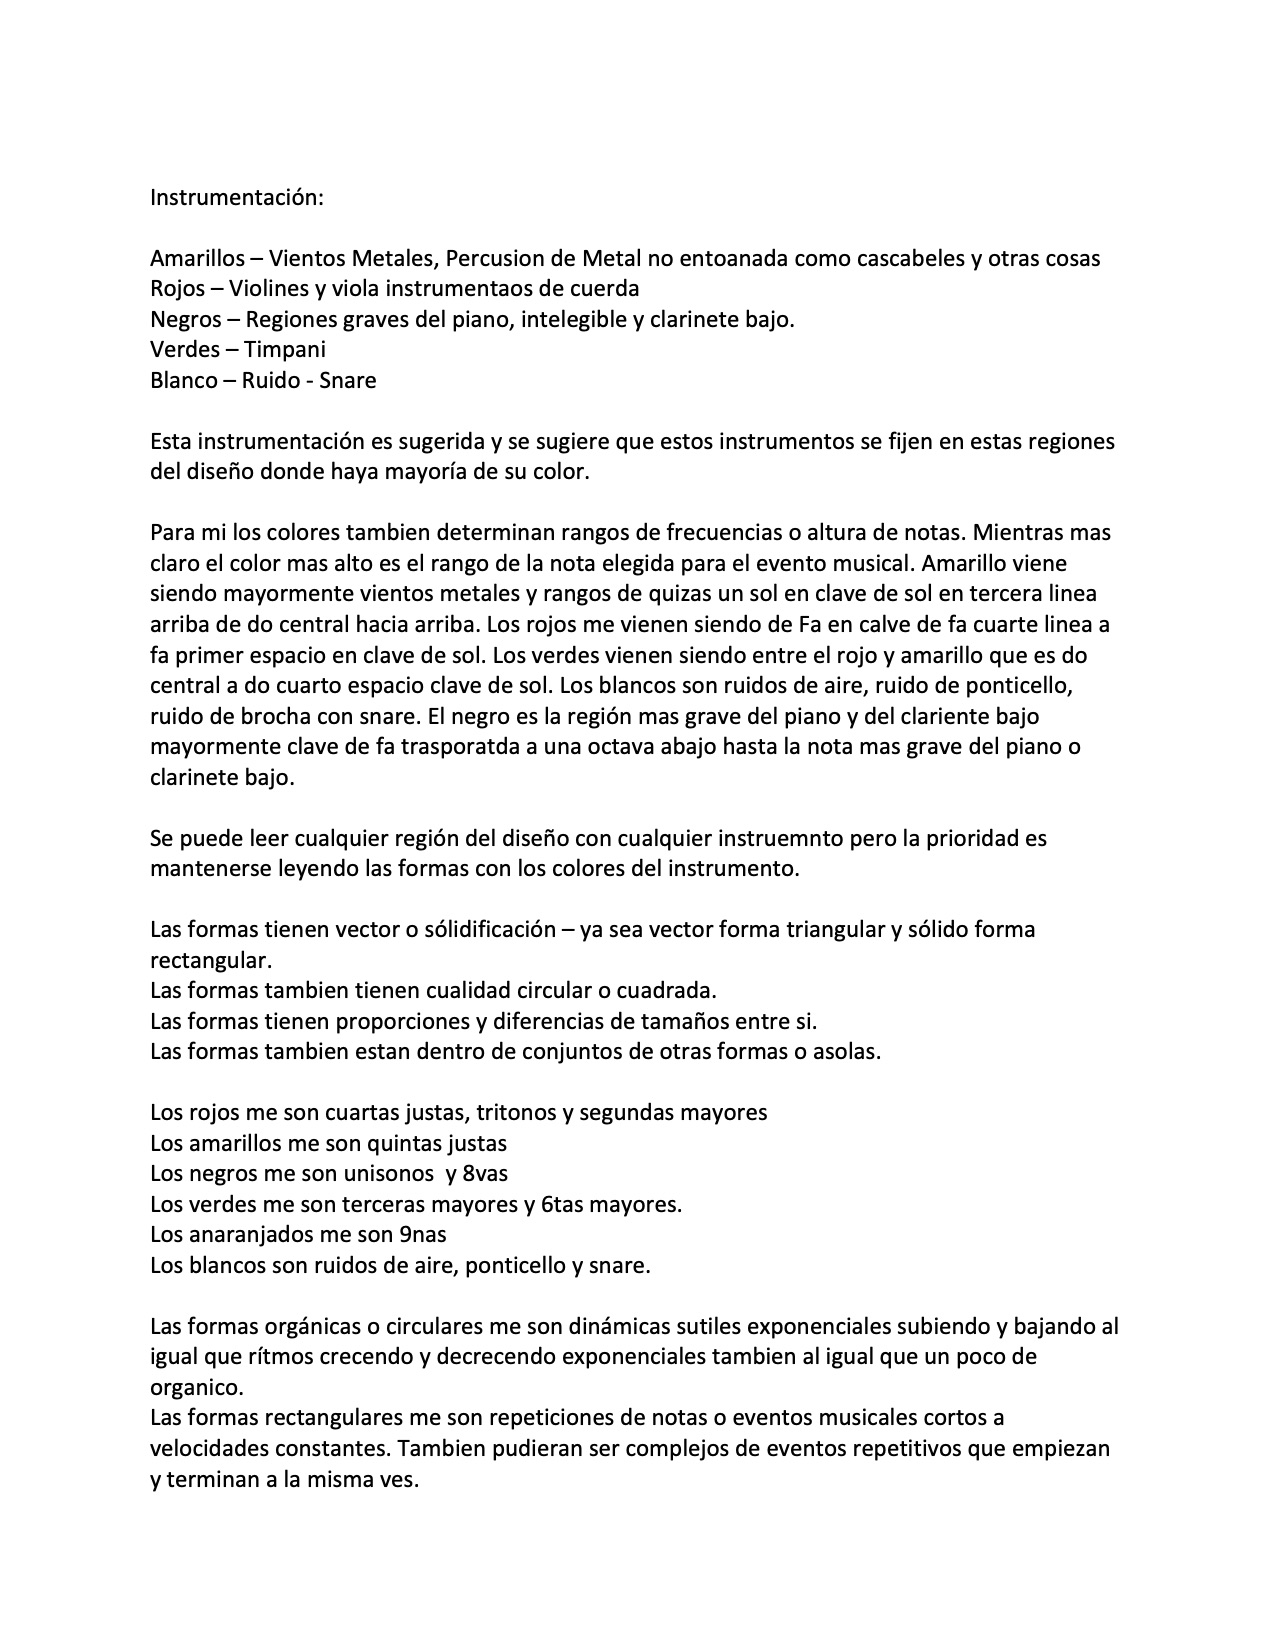 Instrumentación:
Amarillos – Vientos Metales, Percusion de Metal no entoanada como cascabeles y otras cosas
Rojos – Violines y viola instrumentaos de cuerda
Negros – Regiones graves del piano, intelegible y clarinete bajo.
Verdes – Timpani
Blanco – Ruido - Snare
Esta instrumentación es sugerida y se sugiere que estos instrumentos se fijen en estas regiones
del diseño donde haya mayoría de su color.
Para mi los colores tambien determinan rangos de frecuencias o altura de notas. Mientras mas
claro el color mas alto es el rango de la nota elegida para el evento musical. Amarillo viene
siendo mayormente vientos metales y rangos de quizas un sol en clave de sol en tercera linea
arriba de do central hacia arriba. Los rojos me vienen siendo de Fa en calve de fa cuarte linea a
fa primer espacio en clave de sol. Los verdes vienen siendo entre el rojo y amarillo que es do
central a do cuarto espacio clave de sol. Los blancos son ruidos de aire, ruido de ponticello,
ruido de brocha con snare. El negro es la región mas grave del piano y del clariente bajo
mayormente clave de fa trasporatda a una octava abajo hasta la nota mas grave del piano o
clarinete bajo.
Se puede leer cualquier región del diseño con cualquier instruemnto pero la prioridad es
mantenerse leyendo las formas con los colores del instrumento.
Las formas tienen vector o sólidificación – ya sea vector forma triangular y sólido forma
rectangular.
Las formas tambien tienen cualidad circular o cuadrada.
Las formas tienen proporciones y diferencias de tamaños entre si.
Las formas tambien estan dentro de conjuntos de otras formas o asolas.
Los rojos me son cuartas justas, tritonos y segundas mayores
Los amarillos me son quintas justas
Los negros me son unisonos  y 8vas
Los verdes me son terceras mayores y 6tas mayores.
Los anaranjados me son 9nas
Los blancos son ruidos de aire, ponticello y snare.
Las formas orgánicas o circulares me son dinámicas sutiles exponenciales subiendo y bajando al
igual que rítmos crecendo y decrecendo exponenciales tambien al igual que un poco de
organico.
Las formas rectangulares me son repeticiones de notas o eventos musicales cortos a
velocidades constantes. Tambien pudieran ser complejos de eventos repetitivos que empiezan
y terminan a la misma ves.